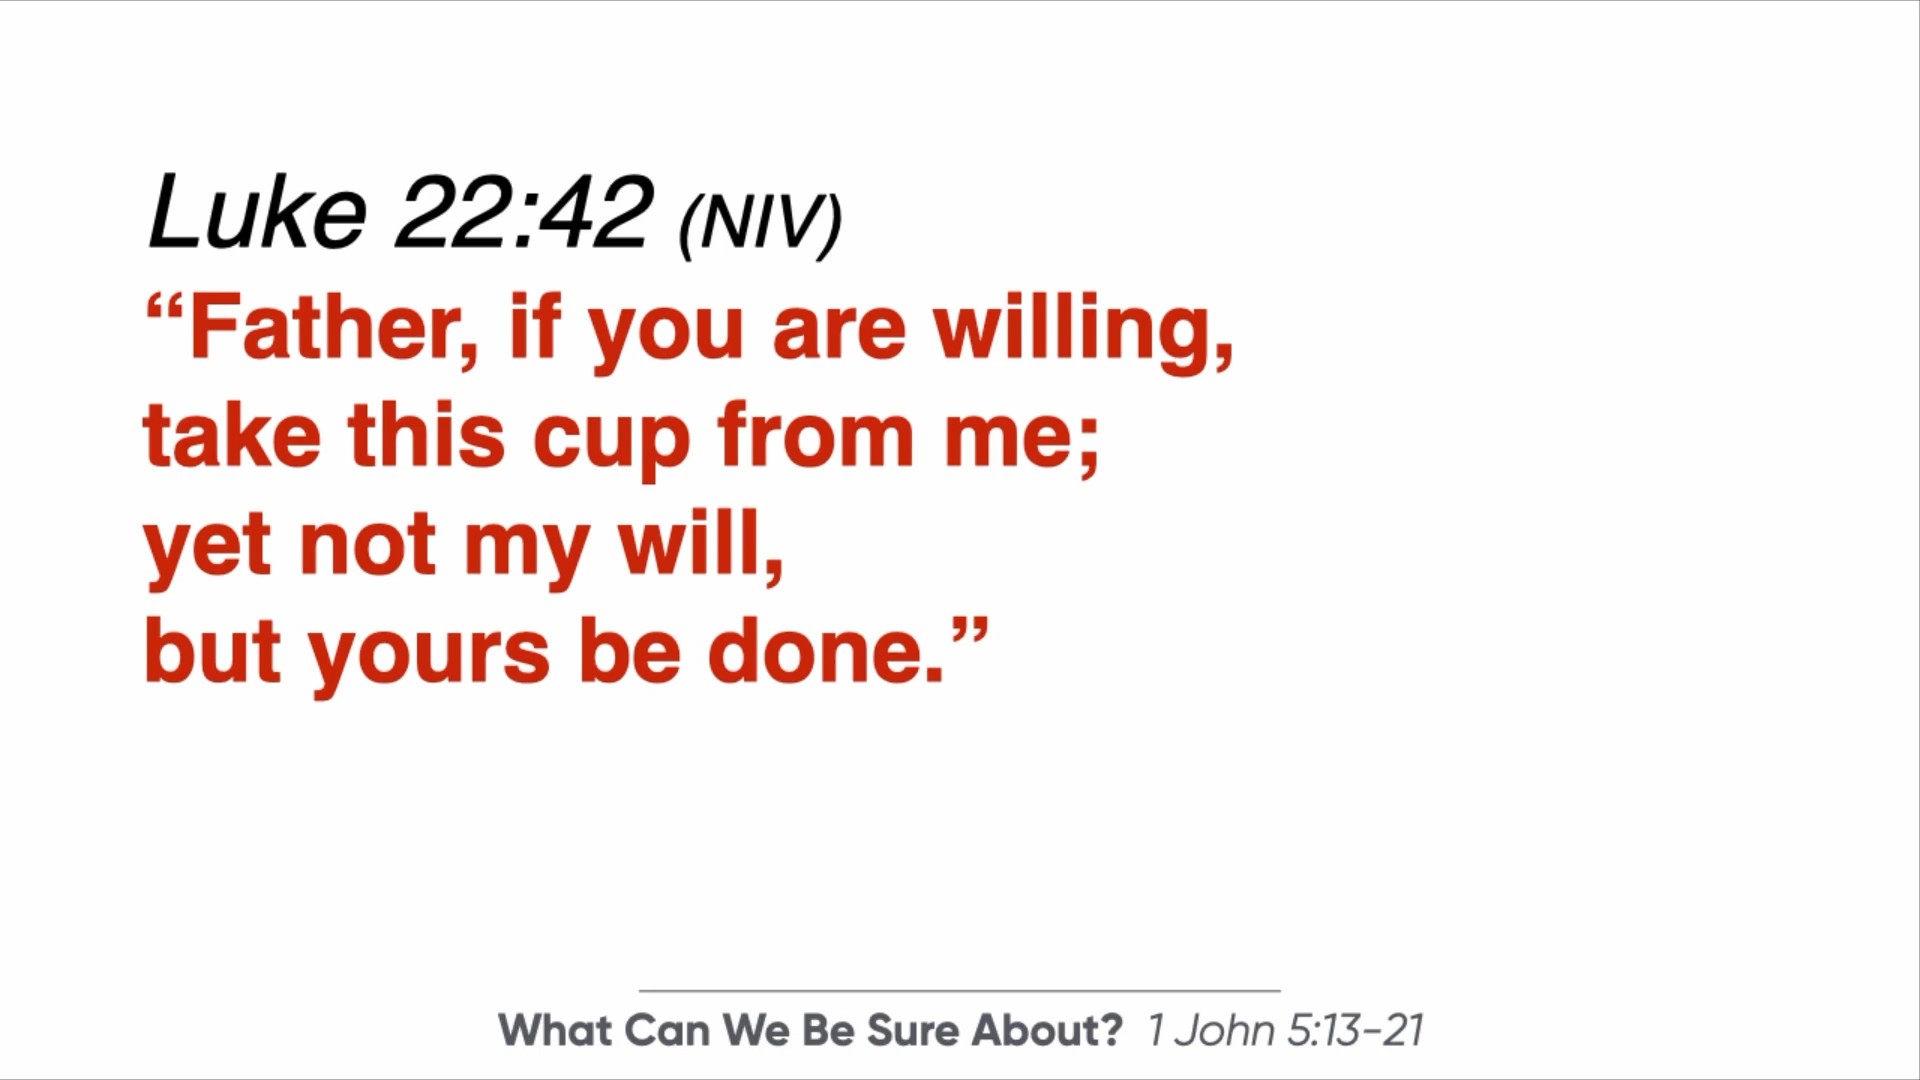 Luke 22:42 (NIV)
“Father, if you are willing,
take this cup from me;
yet not my will,
but yours be done.”
What Can We Be Sure About? 1 John 5:13–21